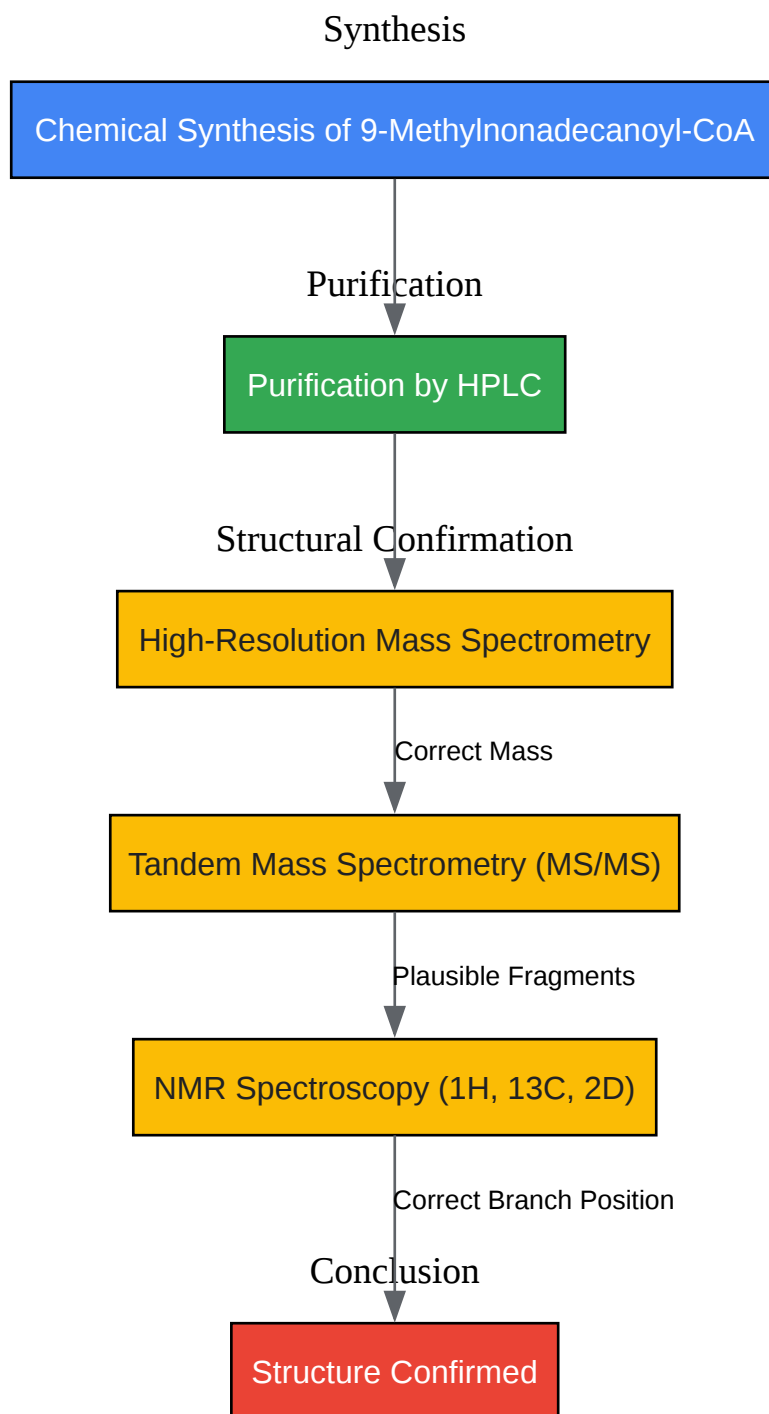 Synthesis
Chemical Synthesis of 9-Methylnonadecanoyl-CoA
Purification
Purification by HPLC
Structural Confirmation
High-Resolution Mass Spectrometry
Correct Mass
Tandem Mass Spectrometry (MS/MS)
Plausible Fragments
NMR Spectroscopy (1H, 13C, 2D)
Correct Branch Position
Conclusion
Structure Confirmed